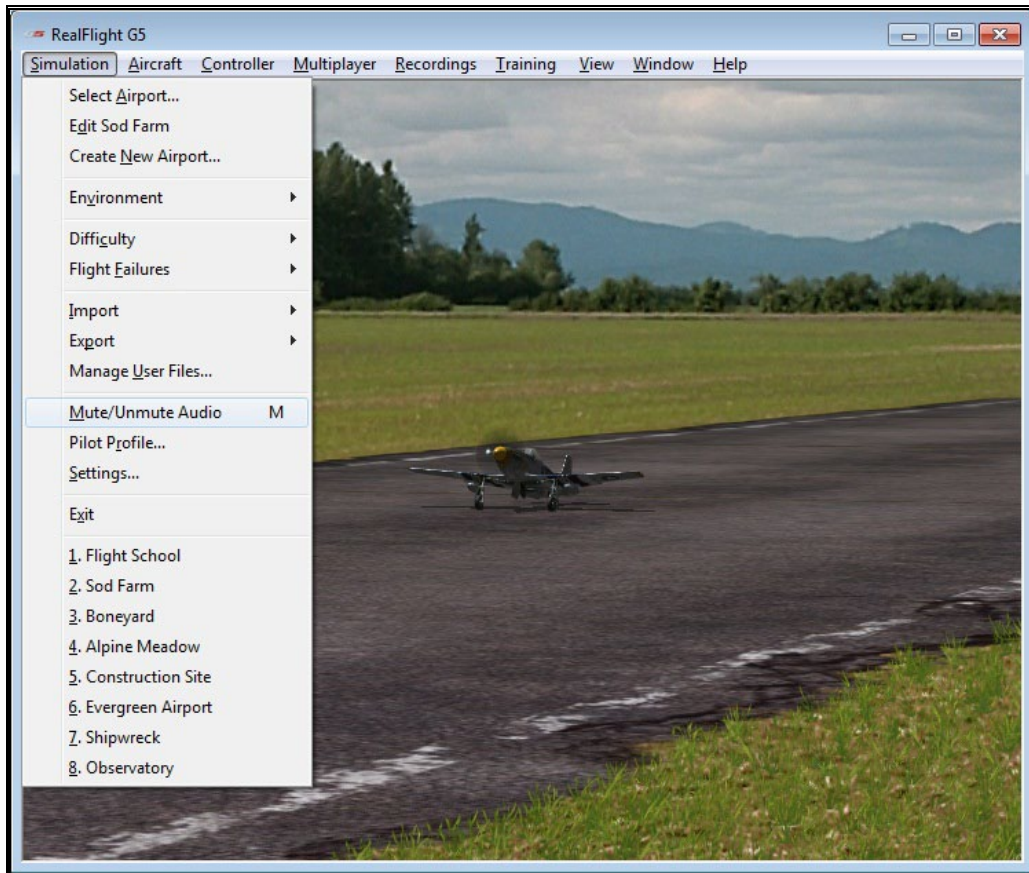 RealFlight G5
Simulation Aircraft Controller Multiplayer Recordings Training View Window Help
Select Airport...
Edit Sod Farm
Create New Airport...
Environment
Difficulty
Flight Failures
Import
Export
Manage User Files...
Mute/Unmute Audio M
Pilot Profile...
Settings...
Exit
1. Flight School
2. Sod Farm
3. Boneyard
4. Alpine Meadow
5. Construction Site
6. Evergreen Airport
7. Shipwreck
8. Observatory